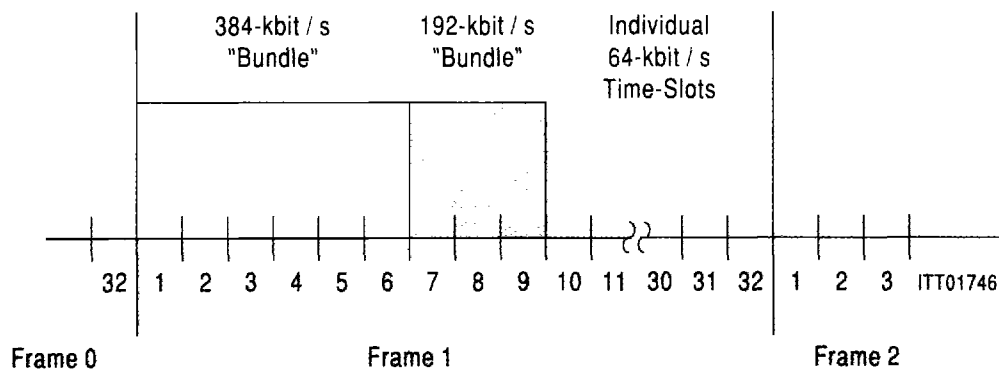 384-kbit / s
"Bundle"
192-kbit / s
"Bundle"
Individual
64-kbit / s
Time-Slots
32 1 2 3 4 5 6 7 8 9 10 11 30 31 32 1 2 3 ITT01746
Frame 0 Frame 1 Frame 2